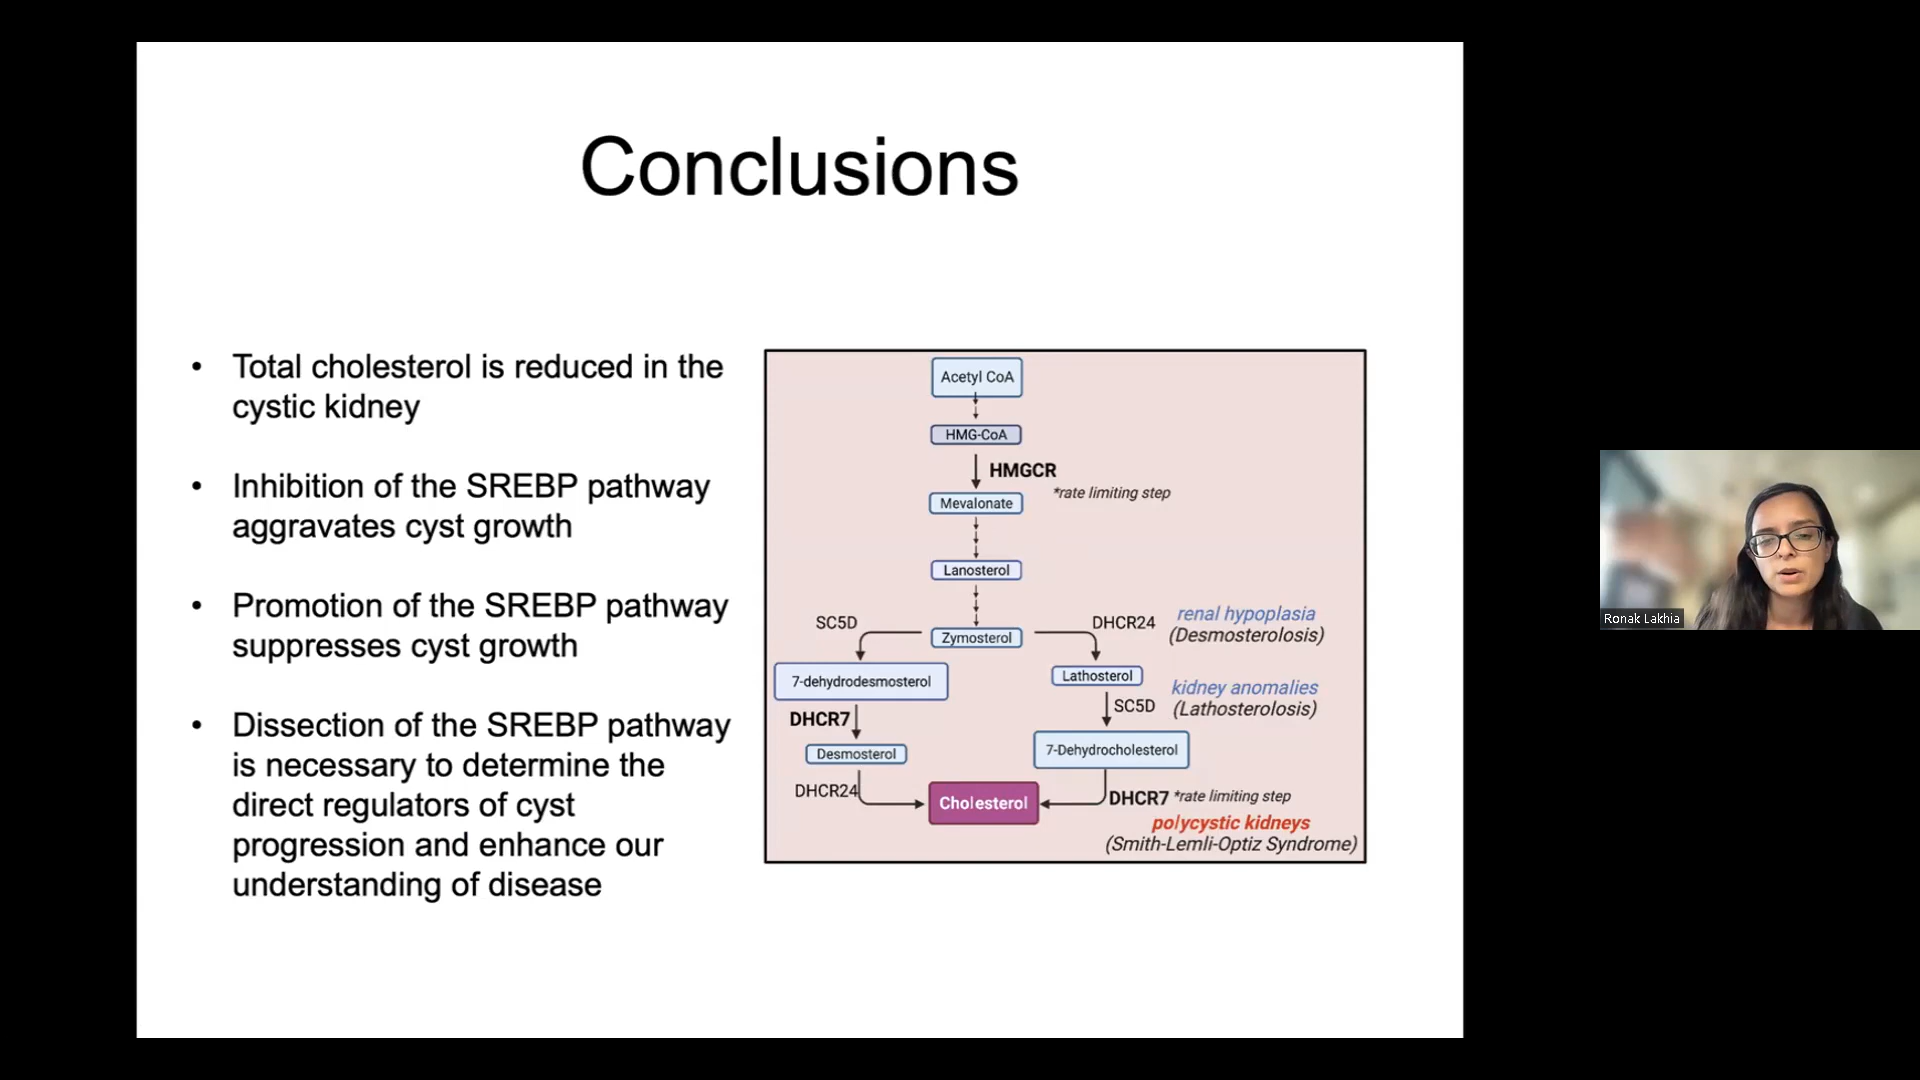 Conclusions
• Total cholesterol is reduced in the
cystic kidney
• Inhibition of the SREBP pathway
aggravates cyst growth
• Promotion of the SREBP pathway
suppresses cyst growth
• Dissection of the SREBP pathway
is necessary to determine the
direct regulators of cyst
progression and enhance our
understanding of disease
Acetyl CoA
HMG-CoA
HMGCR
*rate limiting step
Mevalonate
Lanosterol
SC5D
Zymosterol
DHCR24
renal hypoplasia
(Desmosterolosis)
7-dehydrodesmosterol
Lathosterol
kidney anomalies
(Lathosterolosis)
SC5D
DHCR7
Desmosterol
7-Dehydrocholesterol
DHCR24
Cholesterol
DHCR7 *rate limiting step
polycystic kidneys
(Smith-Lemli-Optiz Syndrome)
Ronak Lakhia